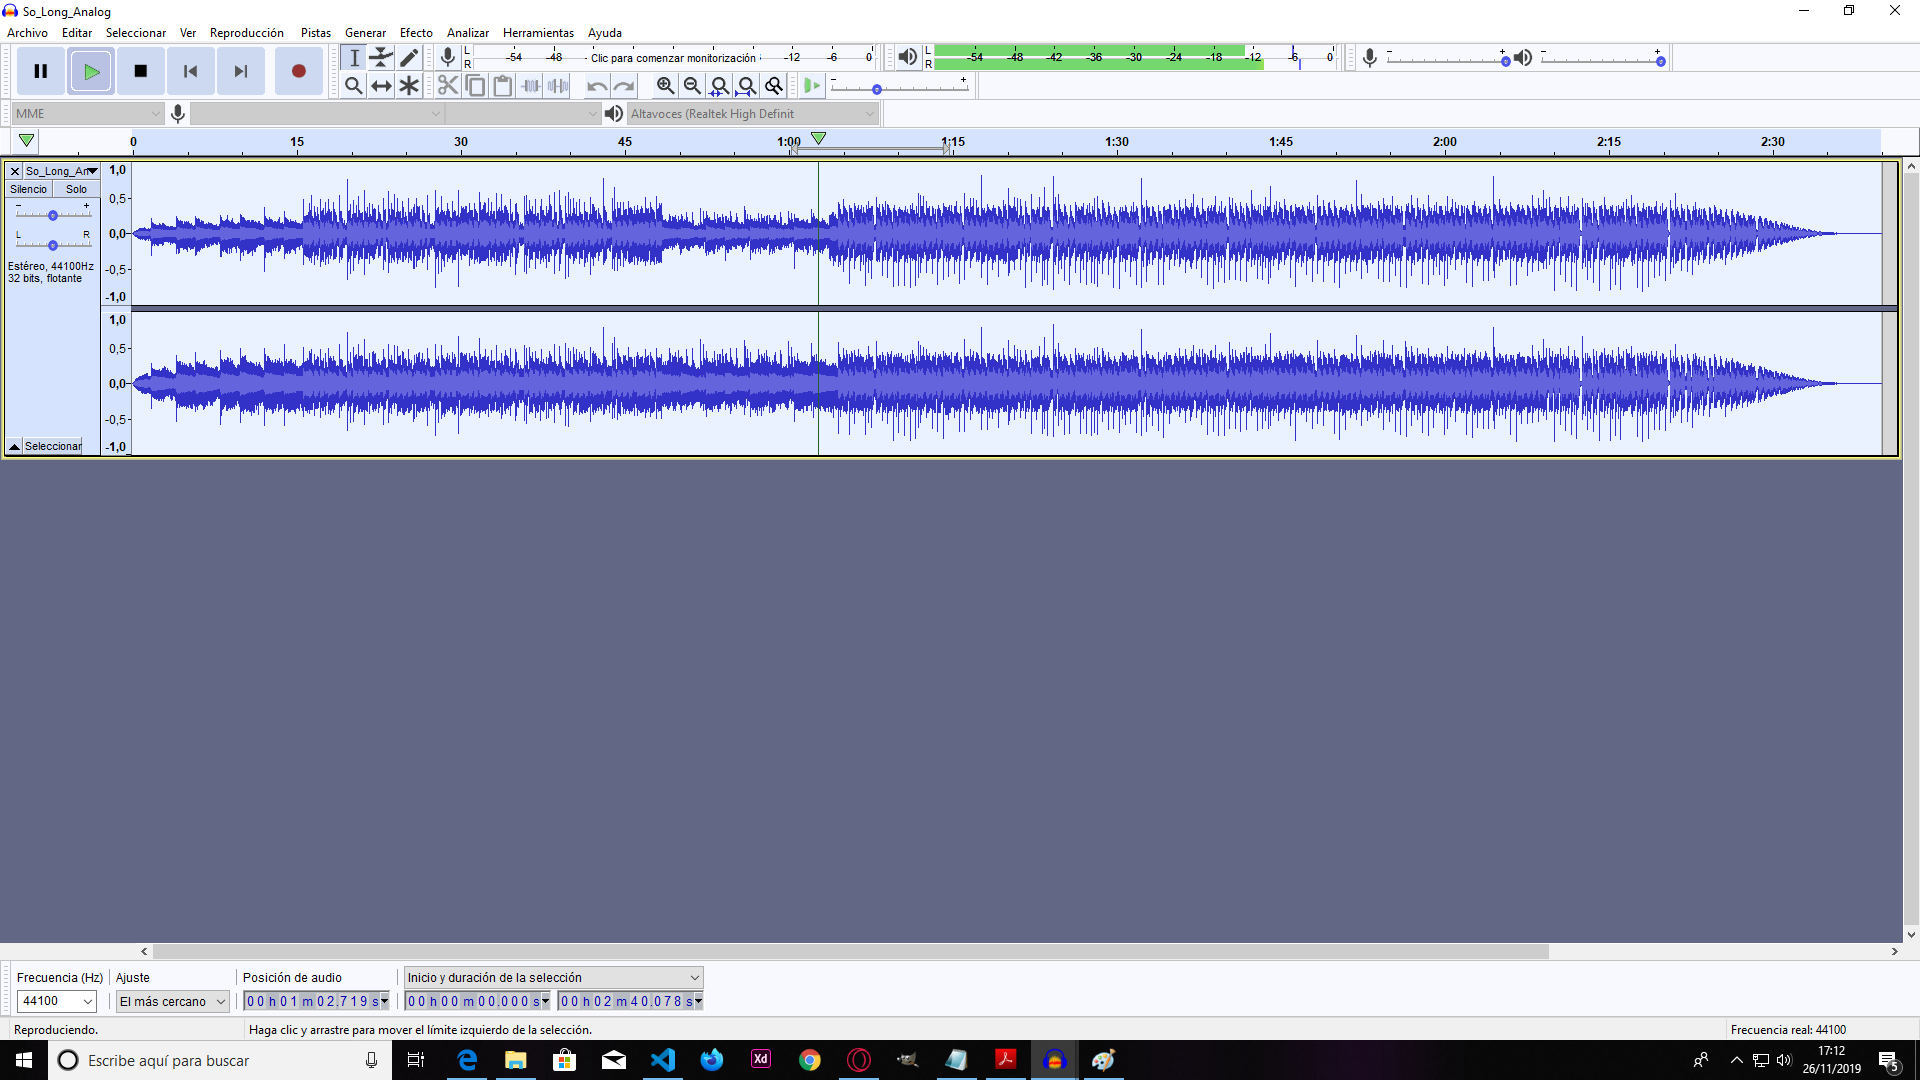 So_Long_Analog
Archivo Editar Seleccionar Ver Reproducción Pistas Generar Efecto Analizar Herramientas Ayuda
L
R
-54 -48 - Clic para comenzar monitorización -12 -6 0
L
R
-54 -48 -42 -36 -30 -24 -18 -12 -6 0
- +
- +
- +
MME
Altavoces (Realtek High Definit
0 15 30 45 1:00 1:15 1:30 1:45 2:00 2:15 2:30
So_Long_An
Silencio Solo
- +
L R
Estéreo, 44100Hz
32 bits, flotante
Seleccionar
1,0
0,5-
0,0-
-0,5-
-1,0
1,0
0,5-
0,0-
-0,5-
-1,0
Frecuencia (Hz) Ajuste Posición de audio Inicio y duración de la selección
44100 El más cercano 00 h 01 m 02.719 s 00 h 00 m 00.000 s 00 h 02 m 40.078 s
Reproduciendo. Haga clic y arrastre para mover el límite izquierdo de la selección. Frecuencia real: 44100
Escribe aquí para buscar
Xd
17:12
26/11/2019
5